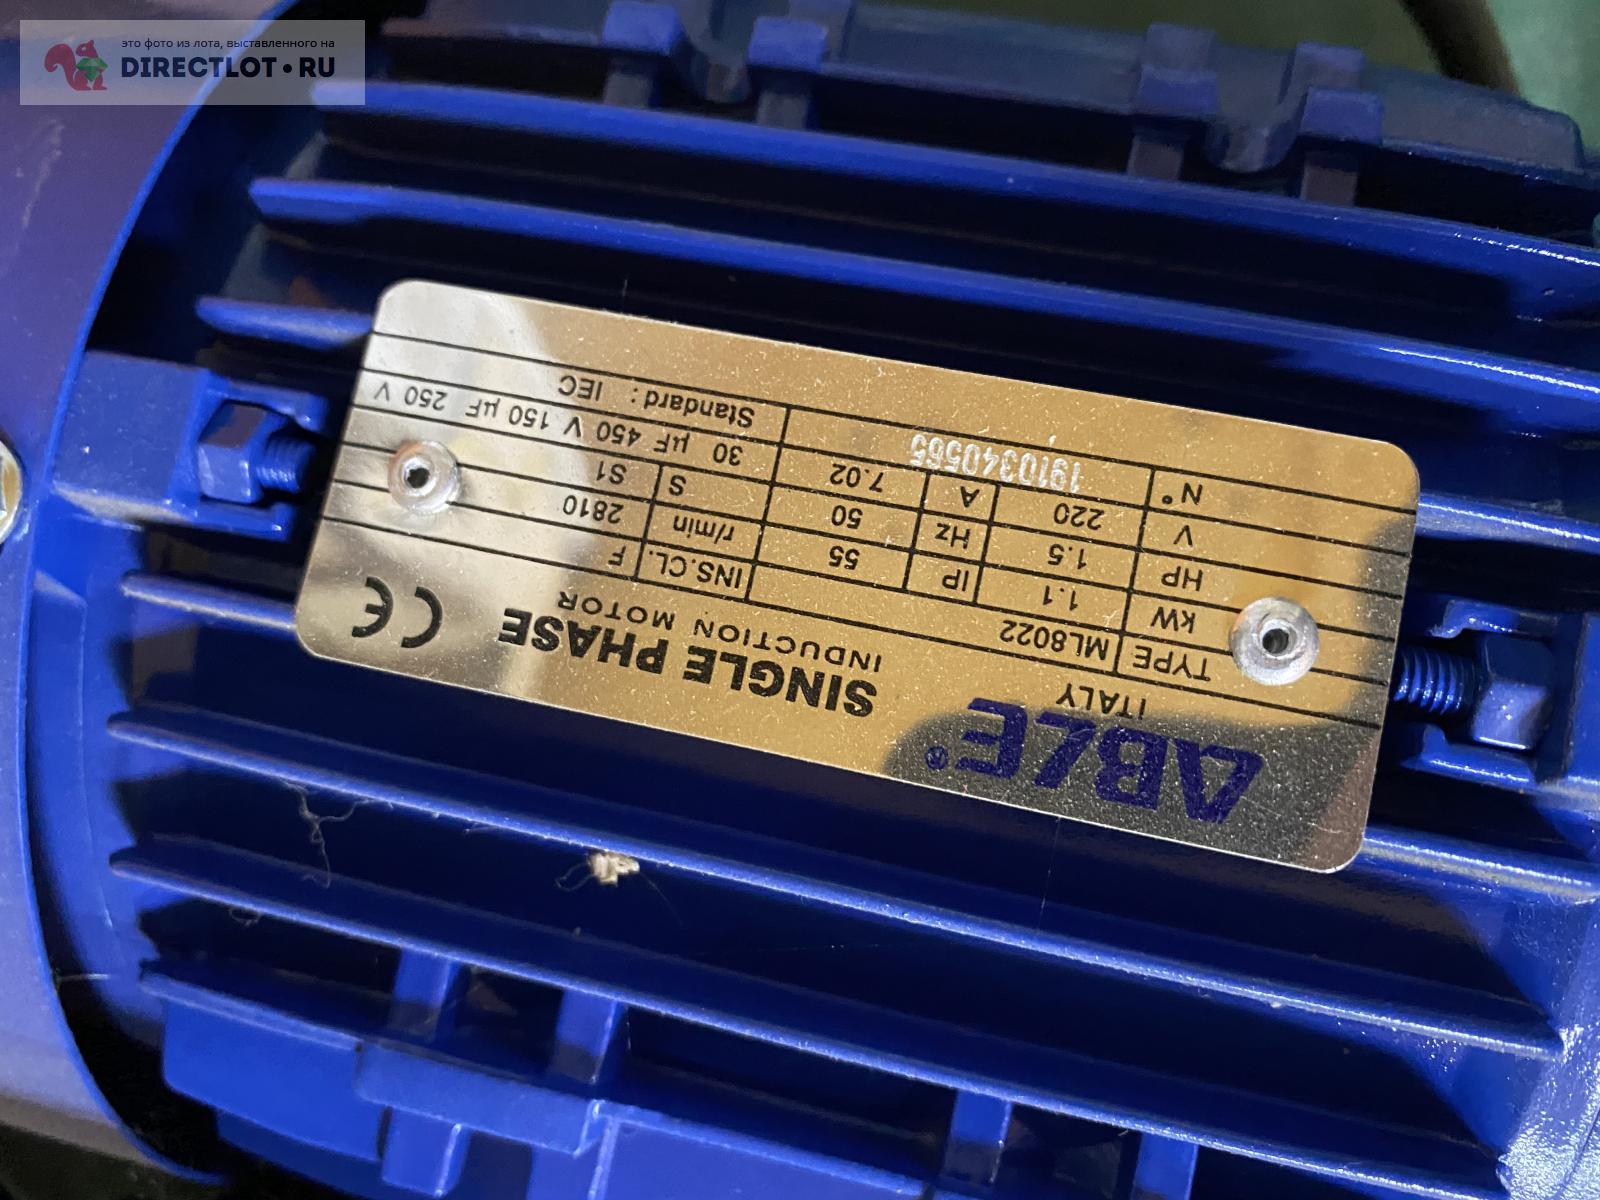 это фото из лота, выставленного на
DIRECTLOT•RU
ABLE®
ITALY
SINGLE PHASE
INDUCTION MOTOR
CE
TYPE ML8022 INS.CL. F
kW 1.1 IP 55 r/min 2810
HP 1.5 Hz 50 S S1
V 220 A 7.02 30 µF 450 V 150 µF 250 V
N° 1910340565 Standard : IEC